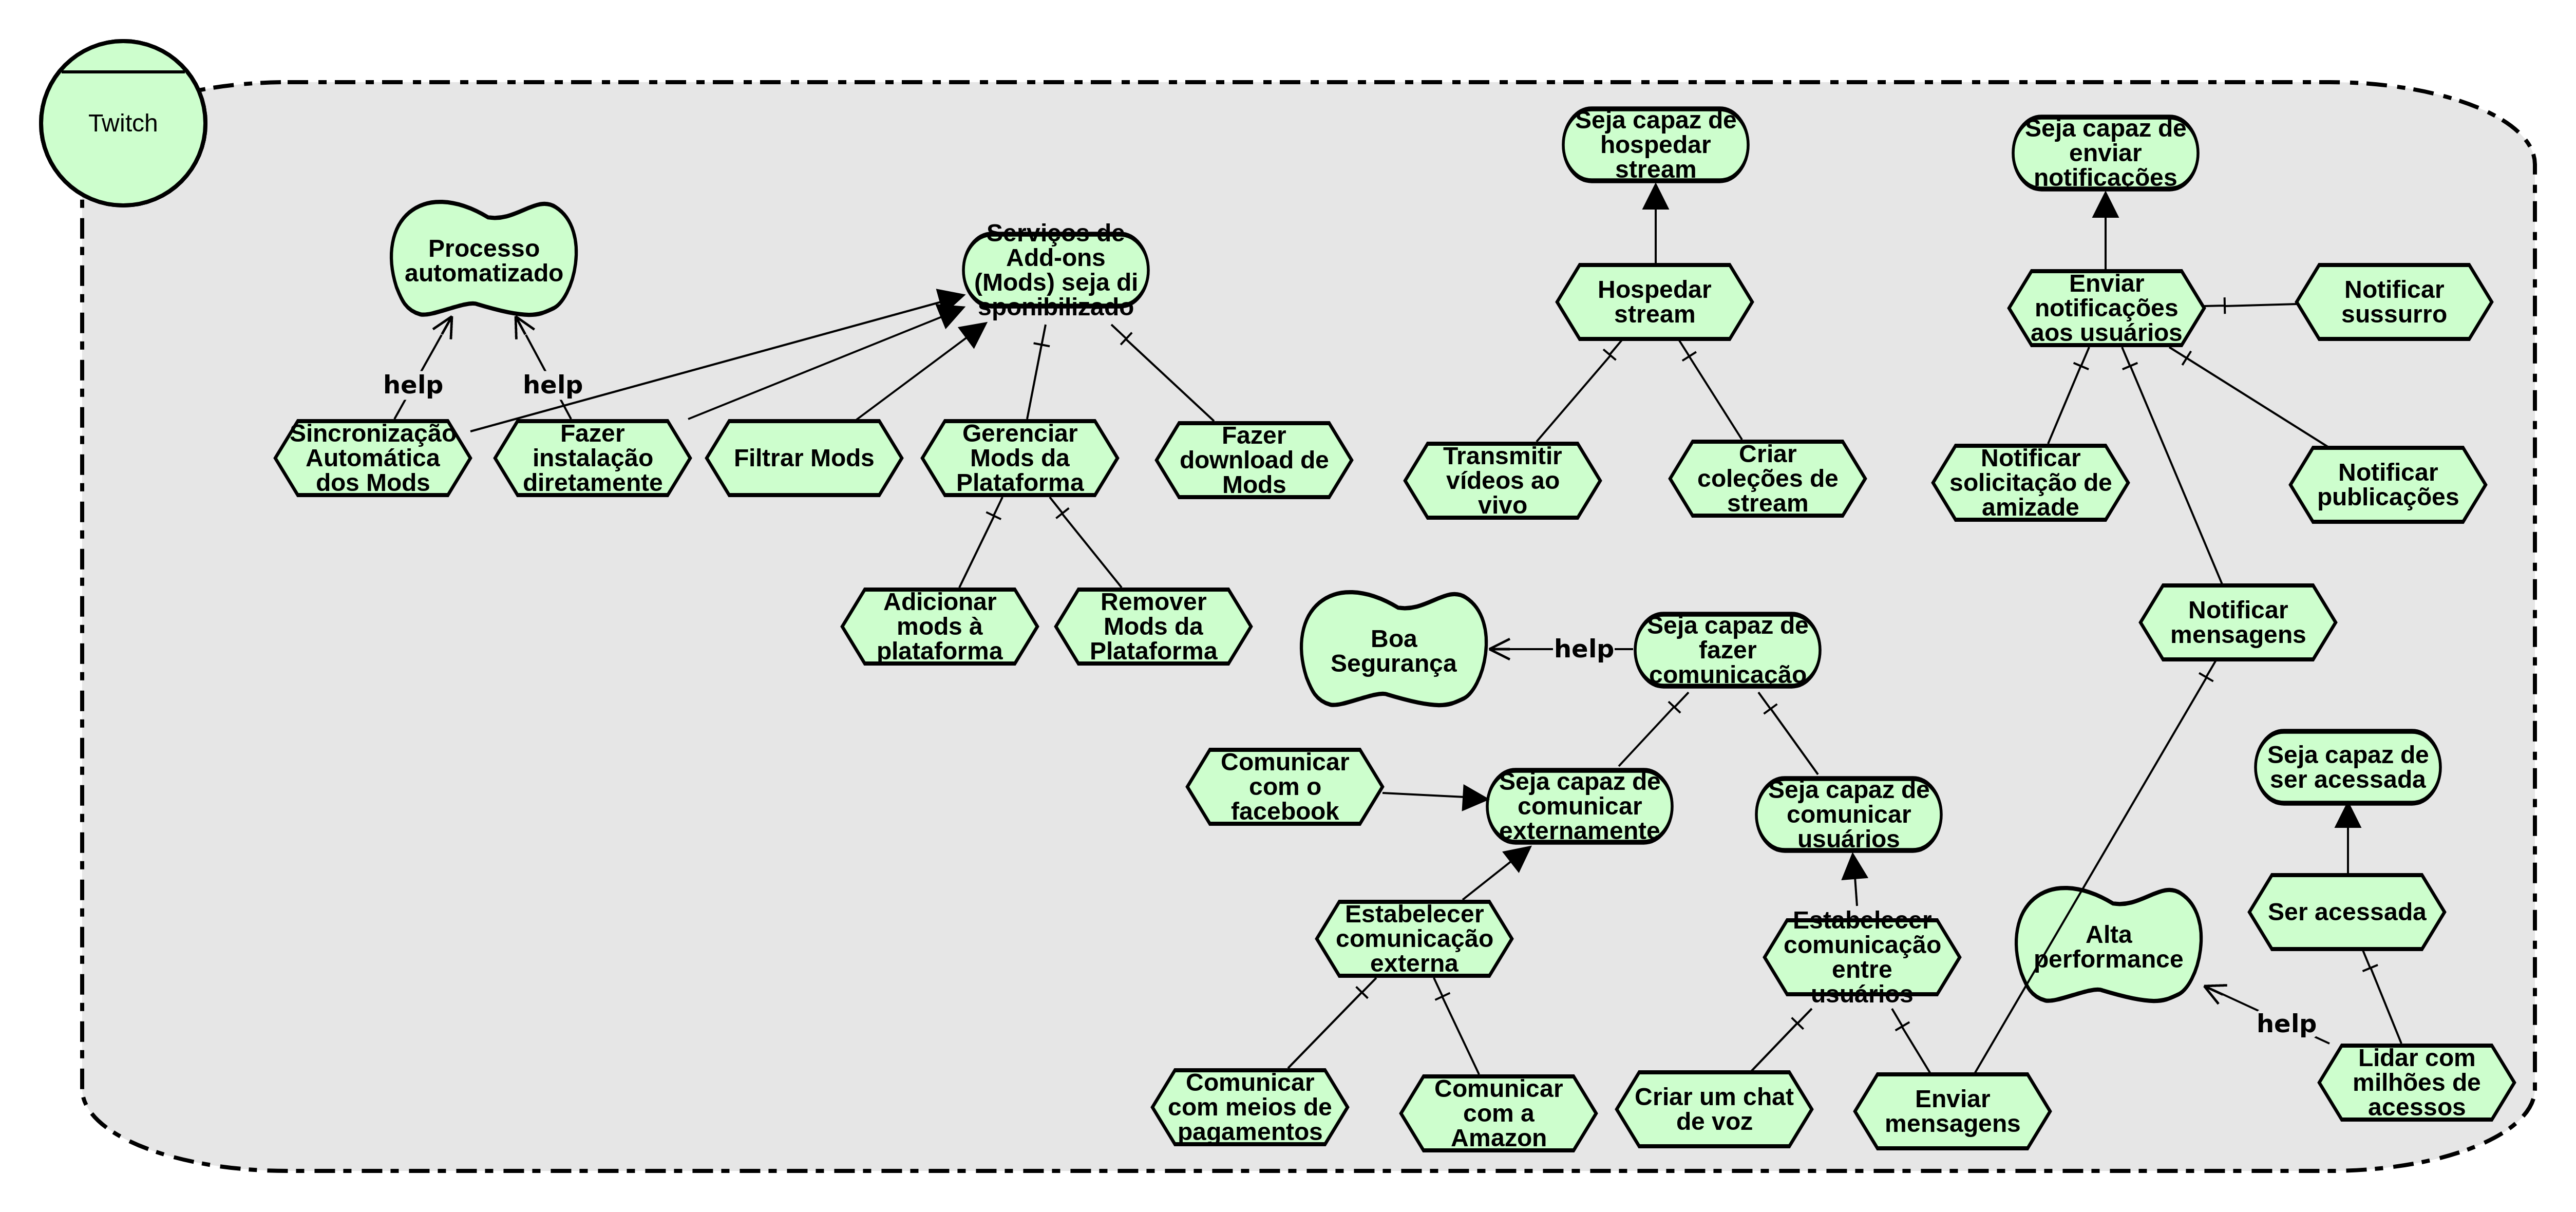 Twitch
Processo
automatizado
help
help
Sincronização
Automática
dos Mods
Fazer
instalação
diretamente
Filtrar Mods
Serviços de
Add-ons
(Mods) seja di
sponibilizado
Gerenciar
Mods da
Plataforma
Fazer
download de
Mods
Adicionar
mods à
plataforma
Remover
Mods da
Plataforma
Seja capaz de
hospedar
stream
Hospedar
stream
Transmitir
vídeos ao
vivo
Criar
coleções de
stream
Seja capaz de
enviar
notificações
Enviar
notificações
aos usuários
Notificar
sussurro
Notificar
solicitação de
amizade
Notificar
publicações
Notificar
mensagens
Boa
Segurança
help
Seja capaz de
fazer
comunicação
Comunicar
com o
facebook
Seja capaz de
comunicar
externamente
Seja capaz de
comunicar
usuários
Estabelecer
comunicação
externa
Estabelecer
comunicação
entre
usuários
Comunicar
com meios de
pagamentos
Comunicar
com a
Amazon
Criar um chat
de voz
Enviar
mensagens
Seja capaz de
ser acessada
Ser acessada
Alta
performance
help
Lidar com
milhões de
acessos